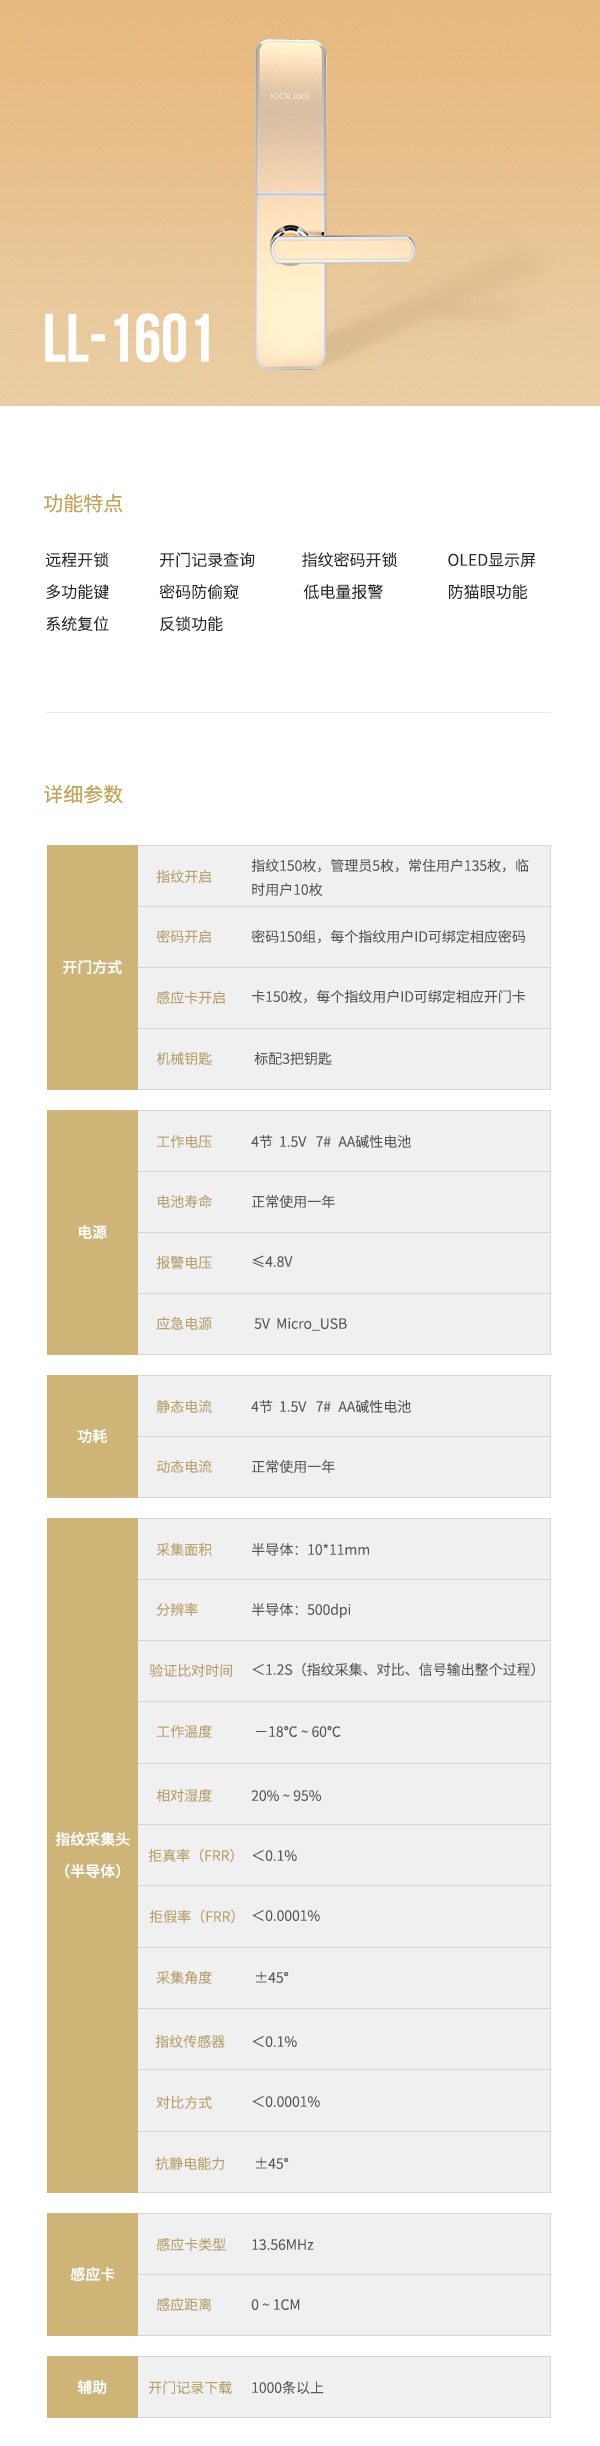 LOCK LIKE
LL-1601
功能特点
远程开锁 开门记录查询 指纹密码开锁 OLED显示屏
多功能键 密码防偷窥 低电量报警 防猫眼功能
系统复位 反锁功能
详细参数
开门方式
指纹开启 指纹150枚，管理员5枚，常住用户135枚，临
时用户10枚
密码开启 密码150组，每个指纹用户ID可绑定相应密码
感应卡开启 卡150枚，每个指纹用户ID可绑定相应开门卡
机械钥匙 标配3把钥匙
电源
工作电压 4节 1.5V 7# AA碱性电池
电池寿命 正常使用一年
报警电压 ≤4.8V
应急电源 5V Micro_USB
功耗
静态电流 4节 1.5V 7# AA碱性电池
动态电流 正常使用一年
指纹采集头
（半导体）
采集面积 半导体：10*11mm
分辨率 半导体：500dpi
验证比对时间 ＜1.2S（指纹采集、对比、信号输出整个过程）
工作温度 －18℃ ~ 60℃
相对湿度 20% ~ 95%
拒真率（FRR） ＜0.1%
拒假率（FRR） ＜0.0001%
采集角度 ±45°
指纹传感器 ＜0.1%
对比方式 ＜0.0001%
抗静电能力 ±45°
感应卡
感应卡类型 13.56MHz
感应距离 0 ~ 1CM
辅助
开门记录下载 1000条以上